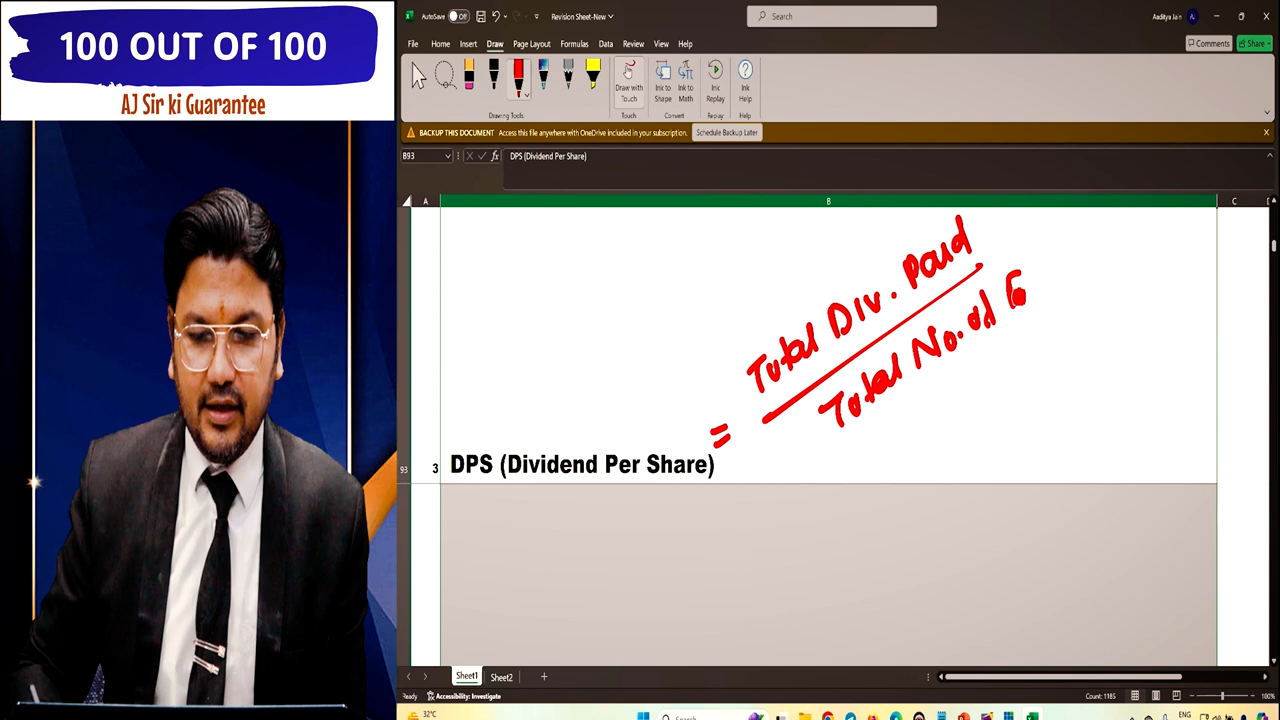 100 OUT OF 100
AJ Sir ki Guarantee
AutoSave Off
Revision Sheet-New
Search
Aaditya Jain
AJ
File Home Insert Draw Page Layout Formulas Data Review View Help
Comments Share
Draw with Touch
Ink to Shape
Ink to Math
Ink Replay
Ink Help
Drawing Tools Touch Convert Replay Help
BACKUP THIS DOCUMENT Access this file anywhere with OneDrive included in your subscription. Schedule Backup Later
B93 fx DPS (Dividend Per Share)
A B C
Total Div. Paid
Total No. of E
=
93 3 DPS (Dividend Per Share)
Sheet1 Sheet2 +
Ready Accessibility: Investigate Count: 1185 100%
32°C Search ENG